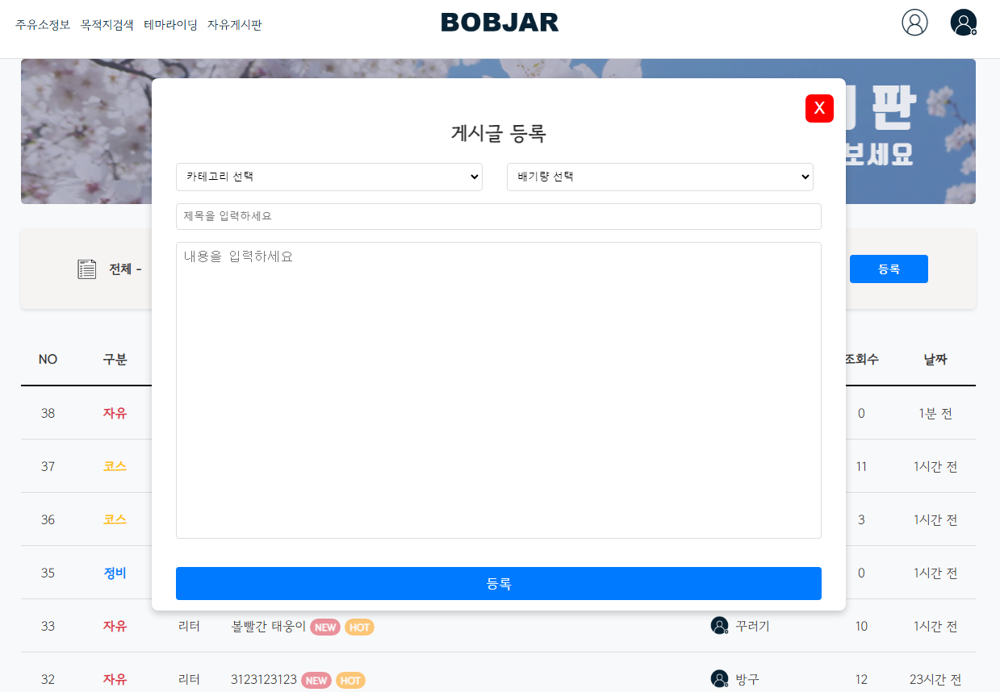 주유소정보 목적지검색 테마라이딩 자유게시판
BOBJAR
판
보세요
X
게시글 등록
카테고리 선택 배기량 선택
제목을 입력하세요
내용을 입력하세요
전체 -
등록
NO 구분 조회수 날짜
38 자유 0 1분 전
37 코스 11 1시간 전
36 코스 3 1시간 전
35 정비 0 1시간 전
등록
33 자유 리터 볼빨간 태웅이 NEW HOT 꾸러기 10 1시간 전
32 자유 리터 3123123123 NEW HOT 방구 12 23시간 전